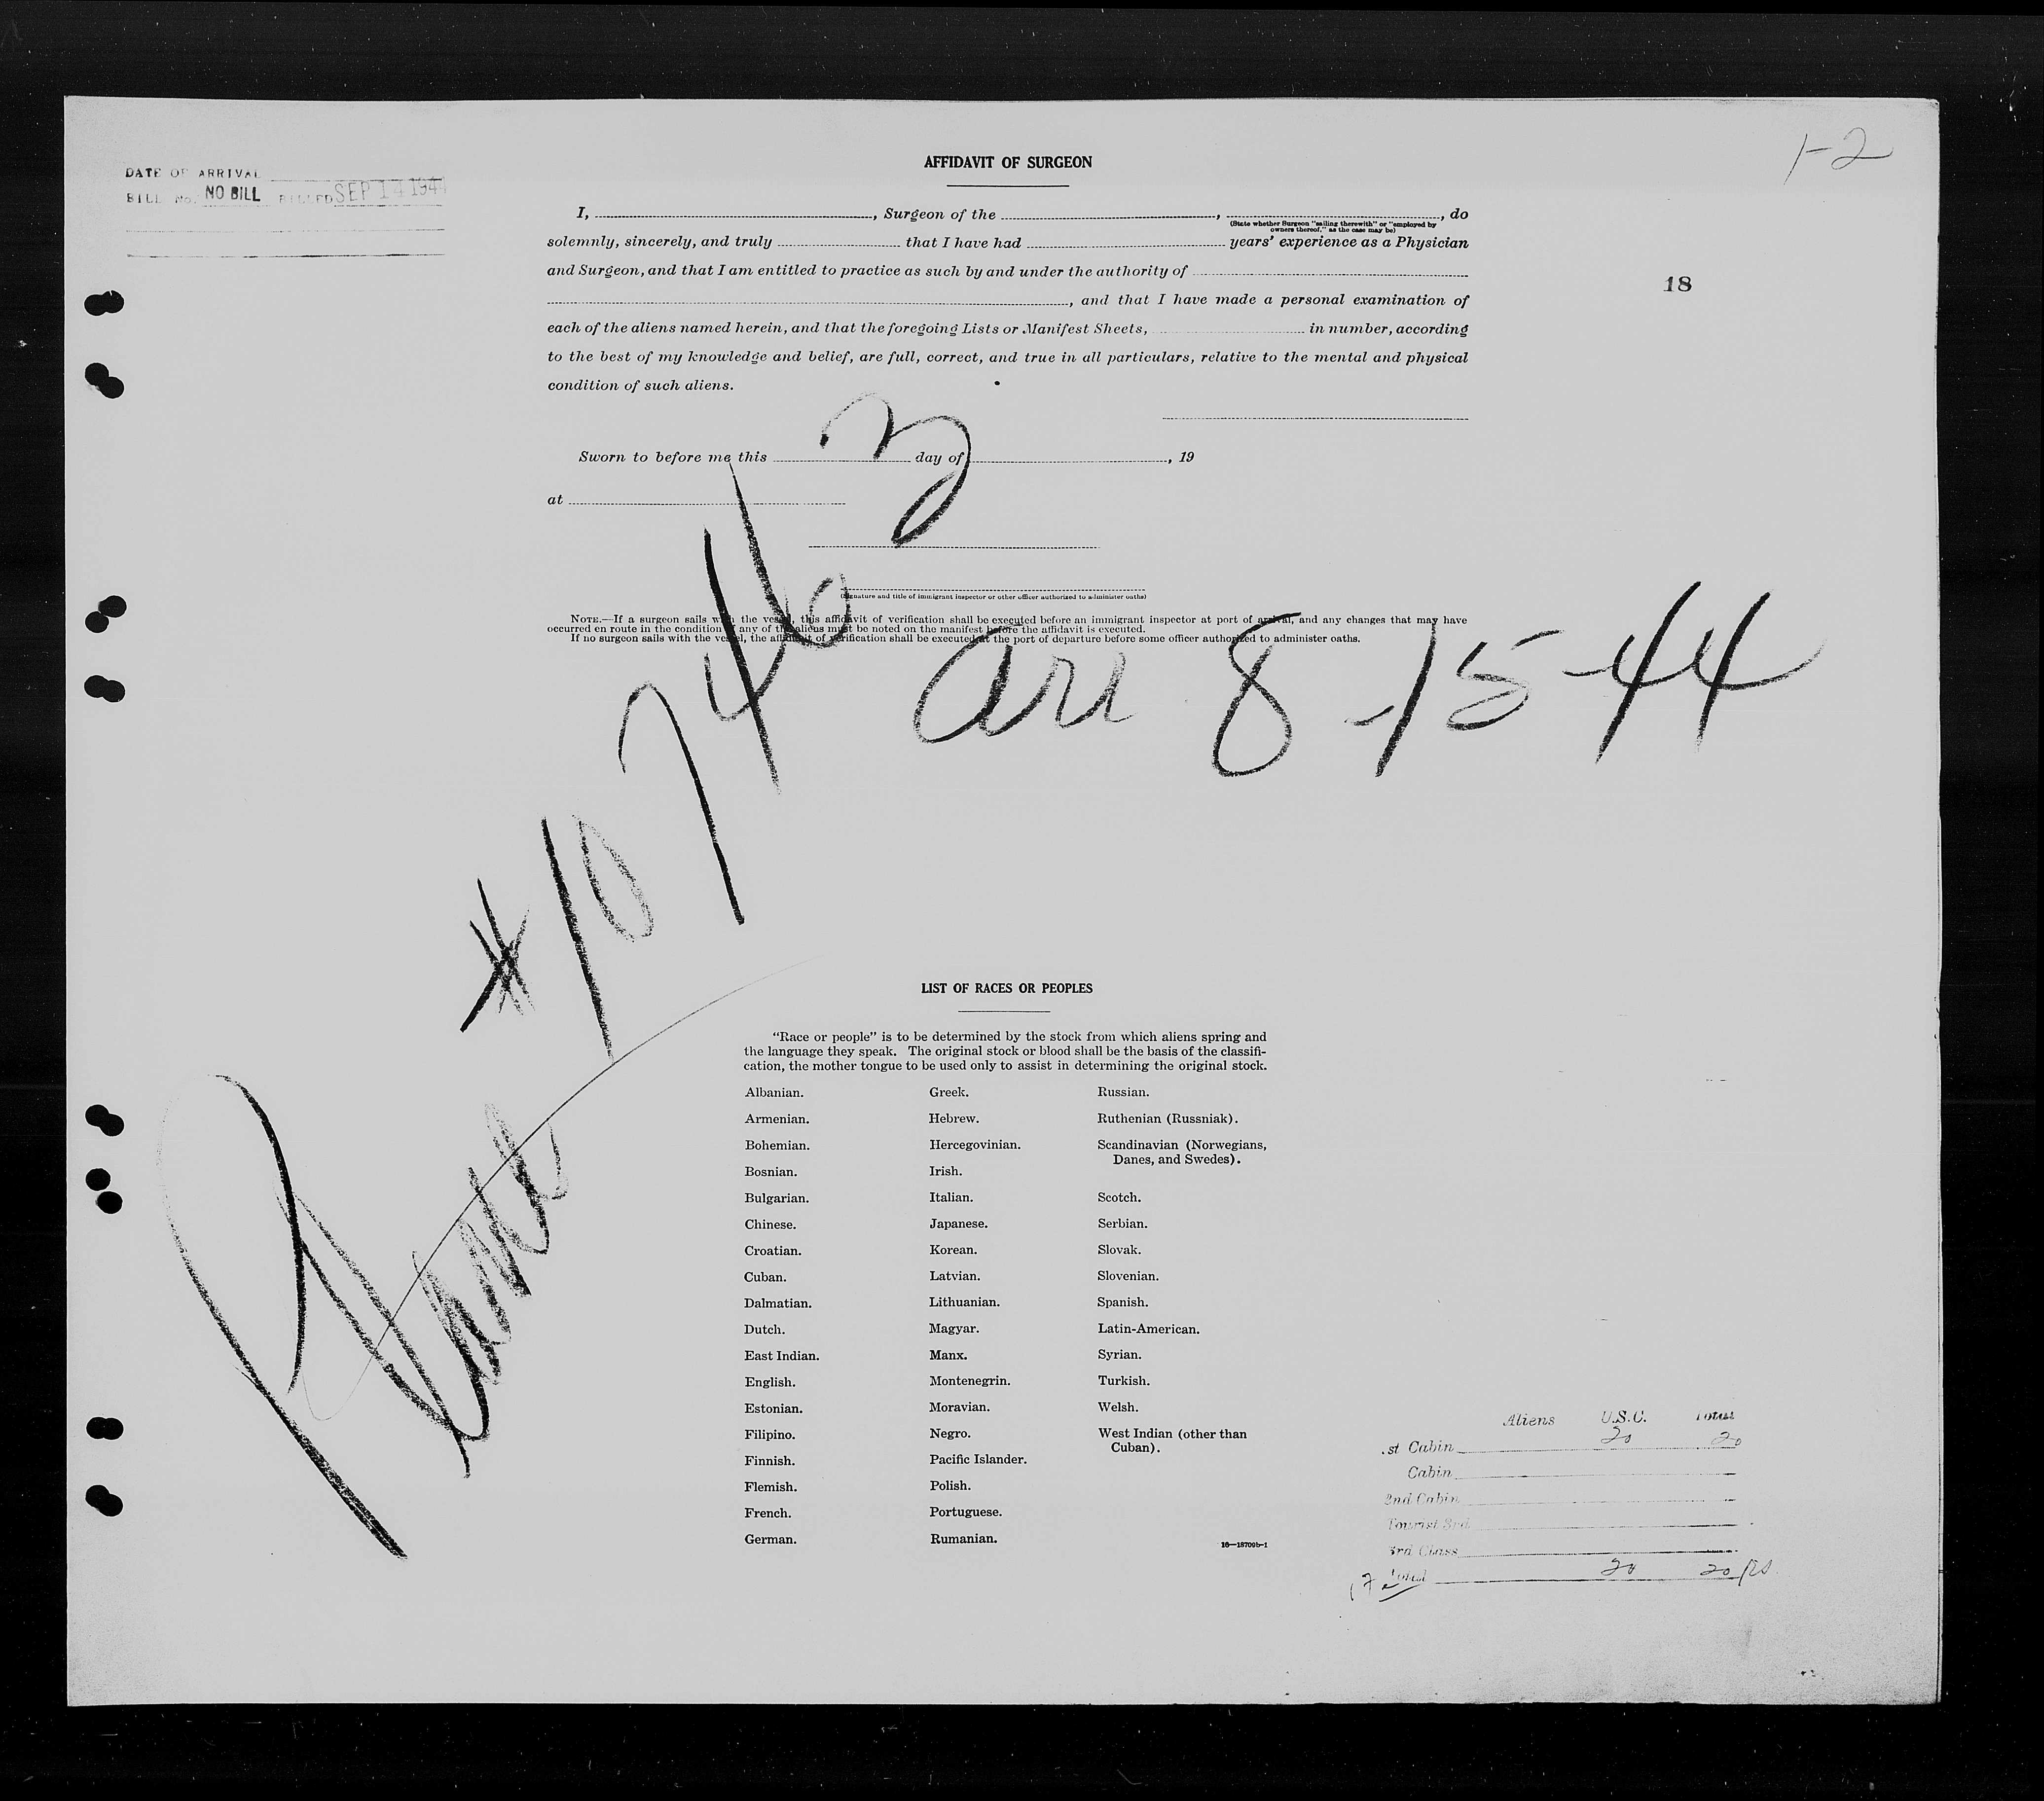 1-2
DATE OF ARRIVAL
BILL No. NO BILL BILLED SEP 14 1944
AFFIDAVIT OF SURGEON
I, , Surgeon of the , , do
(State whether Surgeon "sailing therewith" or "employed by
owners thereof," as the case may be)
solemnly, sincerely, and truly that I have had years' experience as a Physician
and Surgeon, and that I am entitled to practice as such by and under the authority of
, and that I have made a personal examination of
18
each of the aliens named herein, and that the foregoing Lists or Manifest Sheets, in number, according
to the best of my knowledge and belief, are full, correct, and true in all particulars, relative to the mental and physical
condition of such aliens.
Sworn to before me this day of , 19
at
(Signature and title of immigrant inspector or other officer authorized to administer oaths)
NOTE.—If a surgeon sails with the vessel, this affidavit of verification shall be executed before an immigrant inspector at port of arrival, and any changes that may have
occurred en route in the condition of any of the aliens must be noted on the manifest before the affidavit is executed.
If no surgeon sails with the vessel, the affidavit of verification shall be executed at the port of departure before some officer authorized to administer oaths.
arr 8-15-44
Plane #10746
LIST OF RACES OR PEOPLES
"Race or people" is to be determined by the stock from which aliens spring and
the language they speak. The original stock or blood shall be the basis of the classifi-
cation, the mother tongue to be used only to assist in determining the original stock.
Albanian.
Armenian.
Bohemian.
Bosnian.
Bulgarian.
Chinese.
Croatian.
Cuban.
Dalmatian.
Dutch.
East Indian.
English.
Estonian.
Filipino.
Finnish.
Flemish.
French.
German.
Greek.
Hebrew.
Hercegovinian.
Irish.
Italian.
Japanese.
Korean.
Latvian.
Lithuanian.
Magyar.
Manx.
Montenegrin.
Moravian.
Negro.
Pacific Islander.
Polish.
Portuguese.
Rumanian.
Russian.
Ruthenian (Russniak).
Scandinavian (Norwegians,
Danes, and Swedes).
Scotch.
Serbian.
Slovak.
Slovenian.
Spanish.
Latin-American.
Syrian.
Turkish.
Welsh.
West Indian (other than
Cuban).
16—18700b-1
Aliens U.S.C. Total
st Cabin 20 20
Cabin
2nd Cabin
Tourist 3rd
3rd Class
Total 20 20